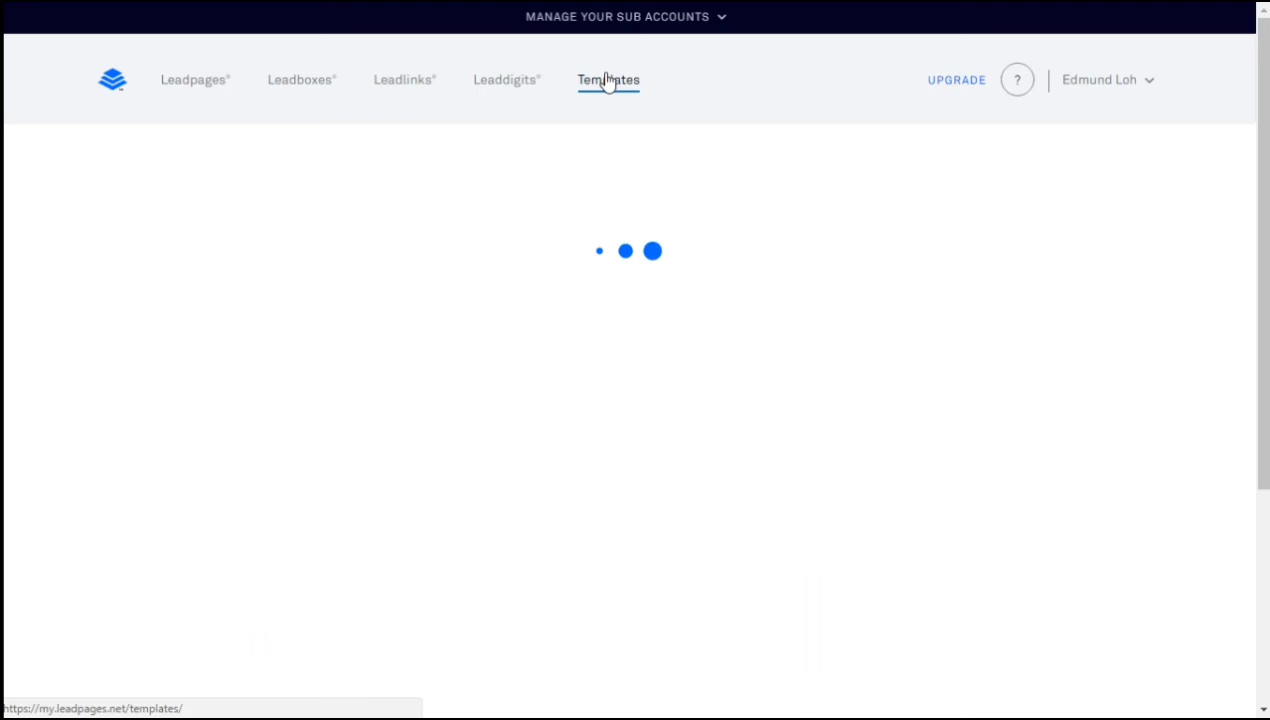 MANAGE YOUR SUB ACCOUNTS
Leadpages® Leadboxes® Leadlinks® Leaddigits® Templates UPGRADE ? Edmund Loh
https://my.leadpages.net/templates/